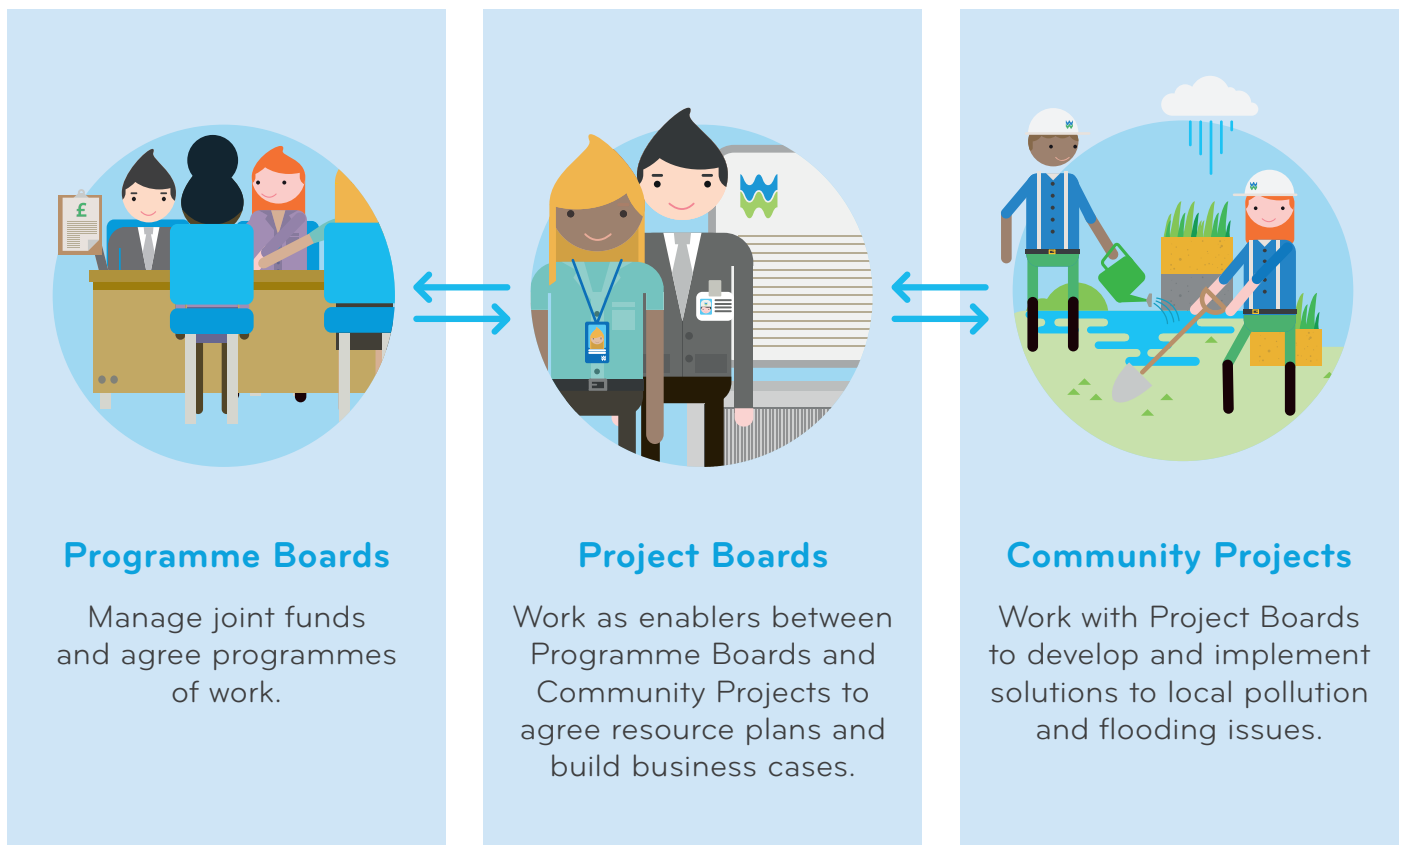 £
Programme Boards
Manage joint funds
and agree programmes
of work.
Project Boards
Work as enablers between
Programme Boards and
Community Projects to
agree resource plans and
build business cases.
Community Projects
Work with Project Boards
to develop and implement
solutions to local pollution
and flooding issues.